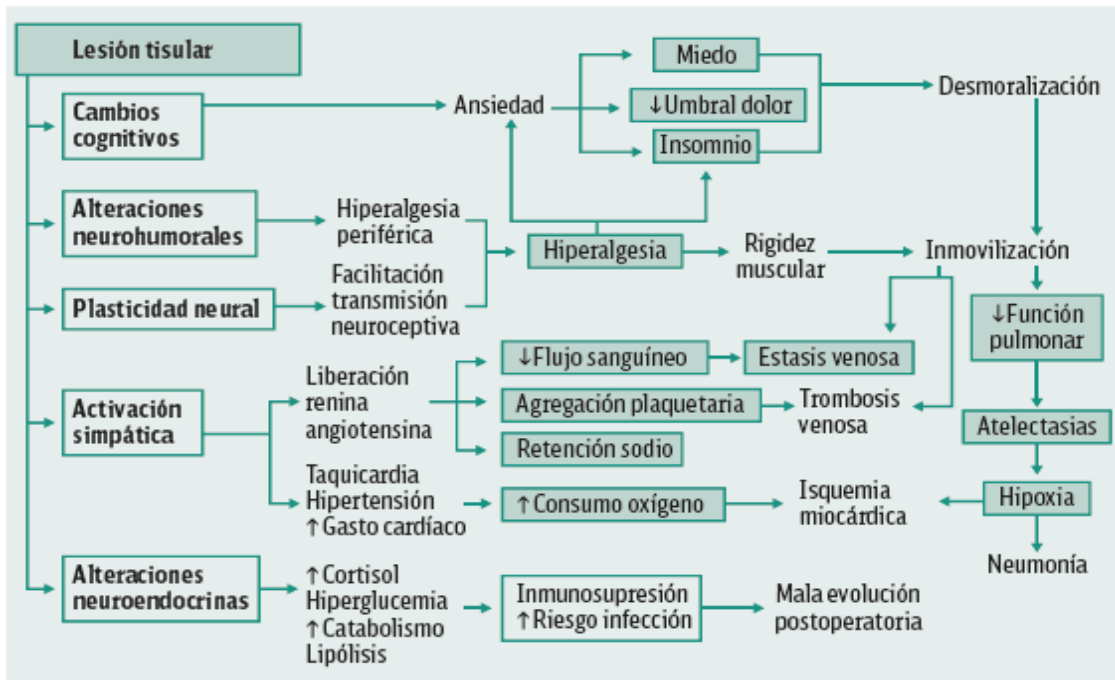 Lesión tisular
Cambios
cognitivos
Ansiedad
Miedo
↓Umbral dolor
Insomnio
Desmoralización
Alteraciones
neurohumorales
Hiperalgesia
periférica
Plasticidad neural
Facilitación
transmisión
neuroceptiva
Hiperalgesia
Rigidez
muscular
Inmovilización
↓Función
pulmonar
Activación
simpática
Liberación
renina
angiotensina
↓Flujo sanguíneo
Estasis venosa
Agregación plaquetaria
Trombosis
venosa
Retención sodio
Atelectasias
Taquicardia
Hipertensión
↑Gasto cardíaco
↑Consumo oxígeno
Isquemia
miocárdica
Hipoxia
Neumonía
Alteraciones
neuroendocrinas
↑Cortisol
Hiperglucemia
↑Catabolismo
Lipólisis
Inmunosupresión
↑Riesgo infección
Mala evolución
postoperatoria